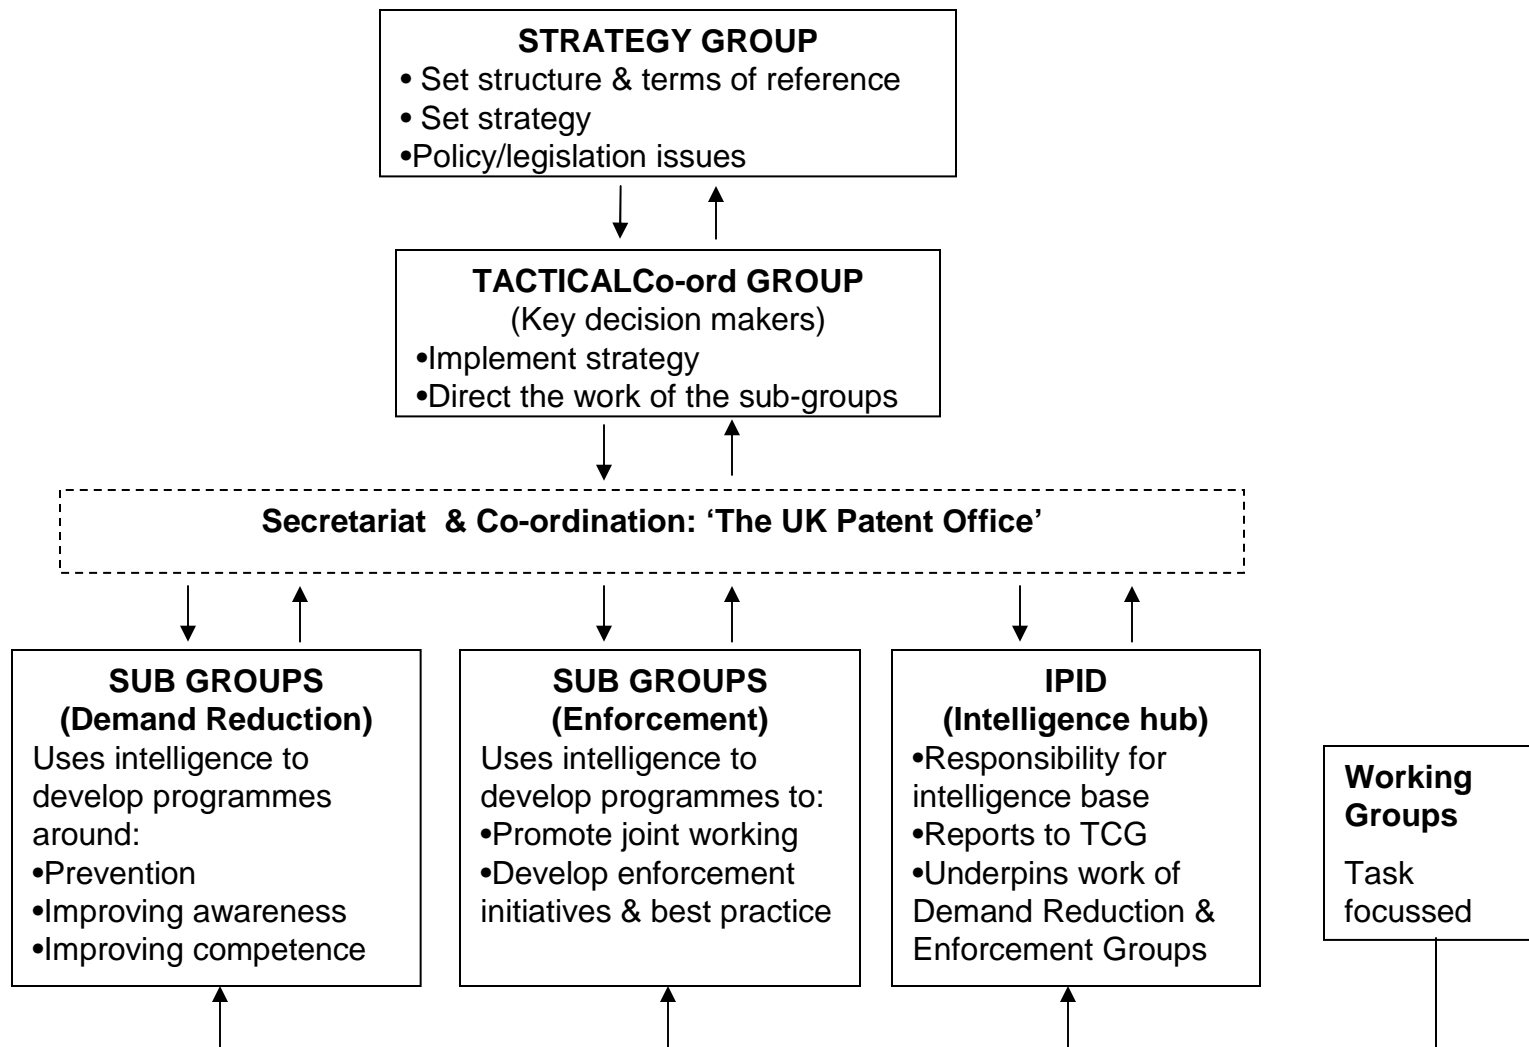 STRATEGY GROUP
• Set structure & terms of reference
• Set strategy
•Policy/legislation issues
TACTICALCo-ord GROUP
(Key decision makers)
•Implement strategy
•Direct the work of the sub-groups
Secretariat & Co-ordination: ‘The UK Patent Office’
SUB GROUPS
(Demand Reduction)
Uses intelligence to
develop programmes
around:
•Prevention
•Improving awareness
•Improving competence
SUB GROUPS
(Enforcement)
Uses intelligence to
develop programmes to:
•Promote joint working
•Develop enforcement
initiatives & best practice
IPID
(Intelligence hub)
•Responsibility for
intelligence base
•Reports to TCG
•Underpins work of
Demand Reduction &
Enforcement Groups
Working
Groups
Task
focussed